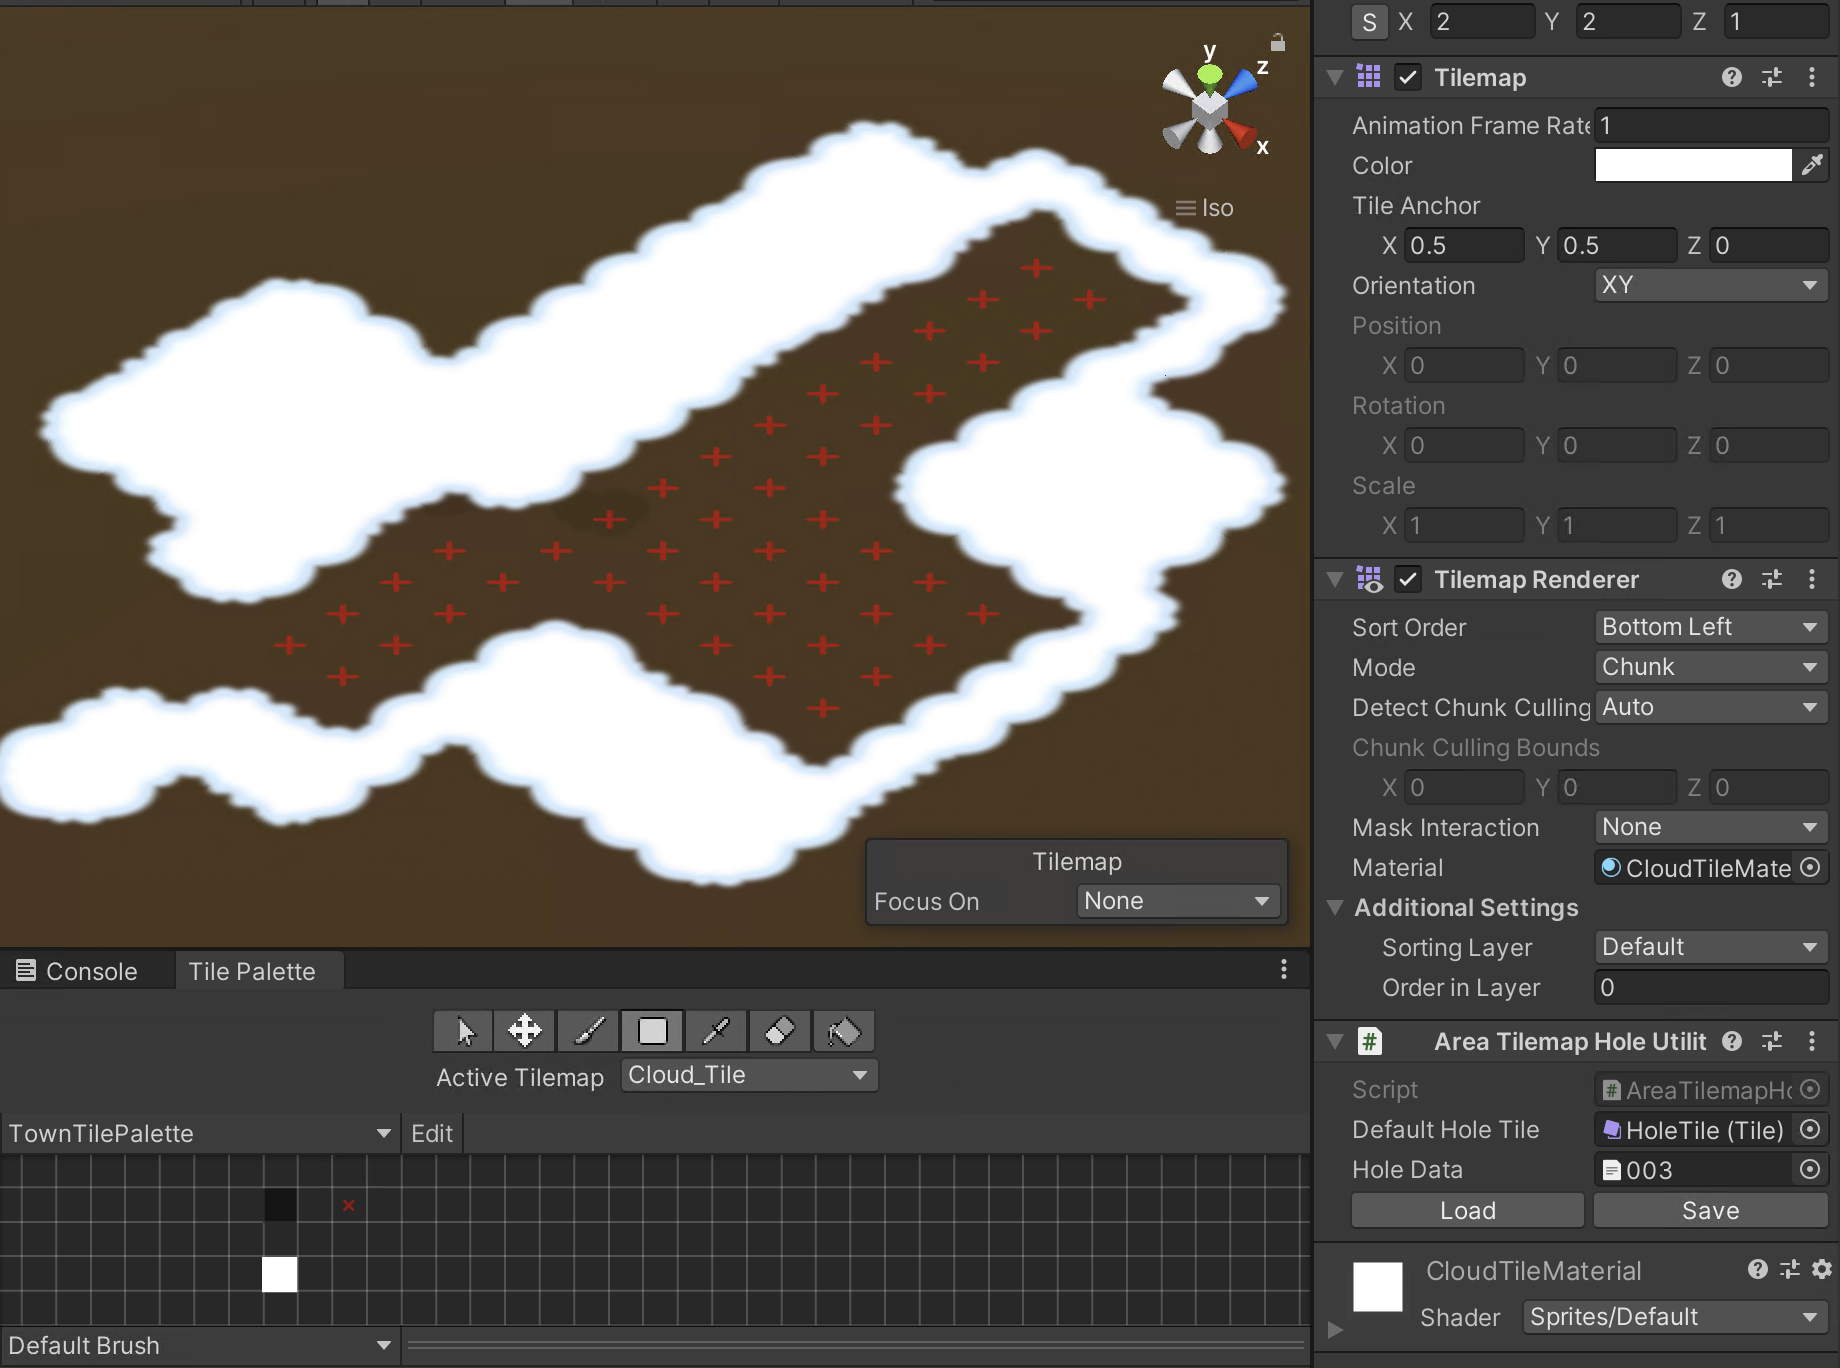 y
z
x
Iso
Tilemap
Focus On None
Console Tile Palette
Active Tilemap Cloud_Tile
TownTilePalette Edit
Default Brush
S X 2 Y 2 Z 1
Tilemap
Animation Frame Rate 1
Color
Tile Anchor
X 0.5 Y 0.5 Z 0
Orientation XY
Position
X 0 Y 0 Z 0
Rotation
X 0 Y 0 Z 0
Scale
X 1 Y 1 Z 1
Tilemap Renderer
Sort Order Bottom Left
Mode Chunk
Detect Chunk Culling Auto
Chunk Culling Bounds
X 0 Y 0 Z 0
Mask Interaction None
Material CloudTileMate
Additional Settings
Sorting Layer Default
Order in Layer 0
# Area Tilemap Hole Utilit
Script # AreaTilemapHo
Default Hole Tile HoleTile (Tile)
Hole Data 003
Load Save
CloudTileMaterial
Shader Sprites/Default